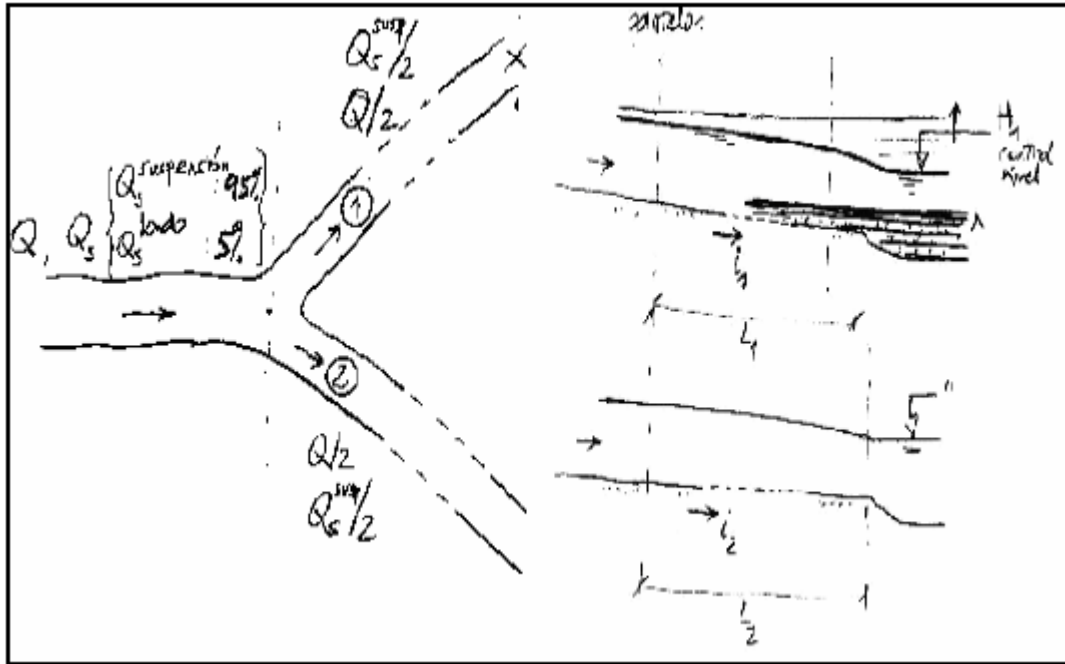 Qs^susp/2
Q/2
Q, Qs { Qs^suspensión : 95%
Qs^fondo : 5% }
①
②
Q/2
Qs^susp/2
H1
control
nivel
i1
L1
"
i2
L2